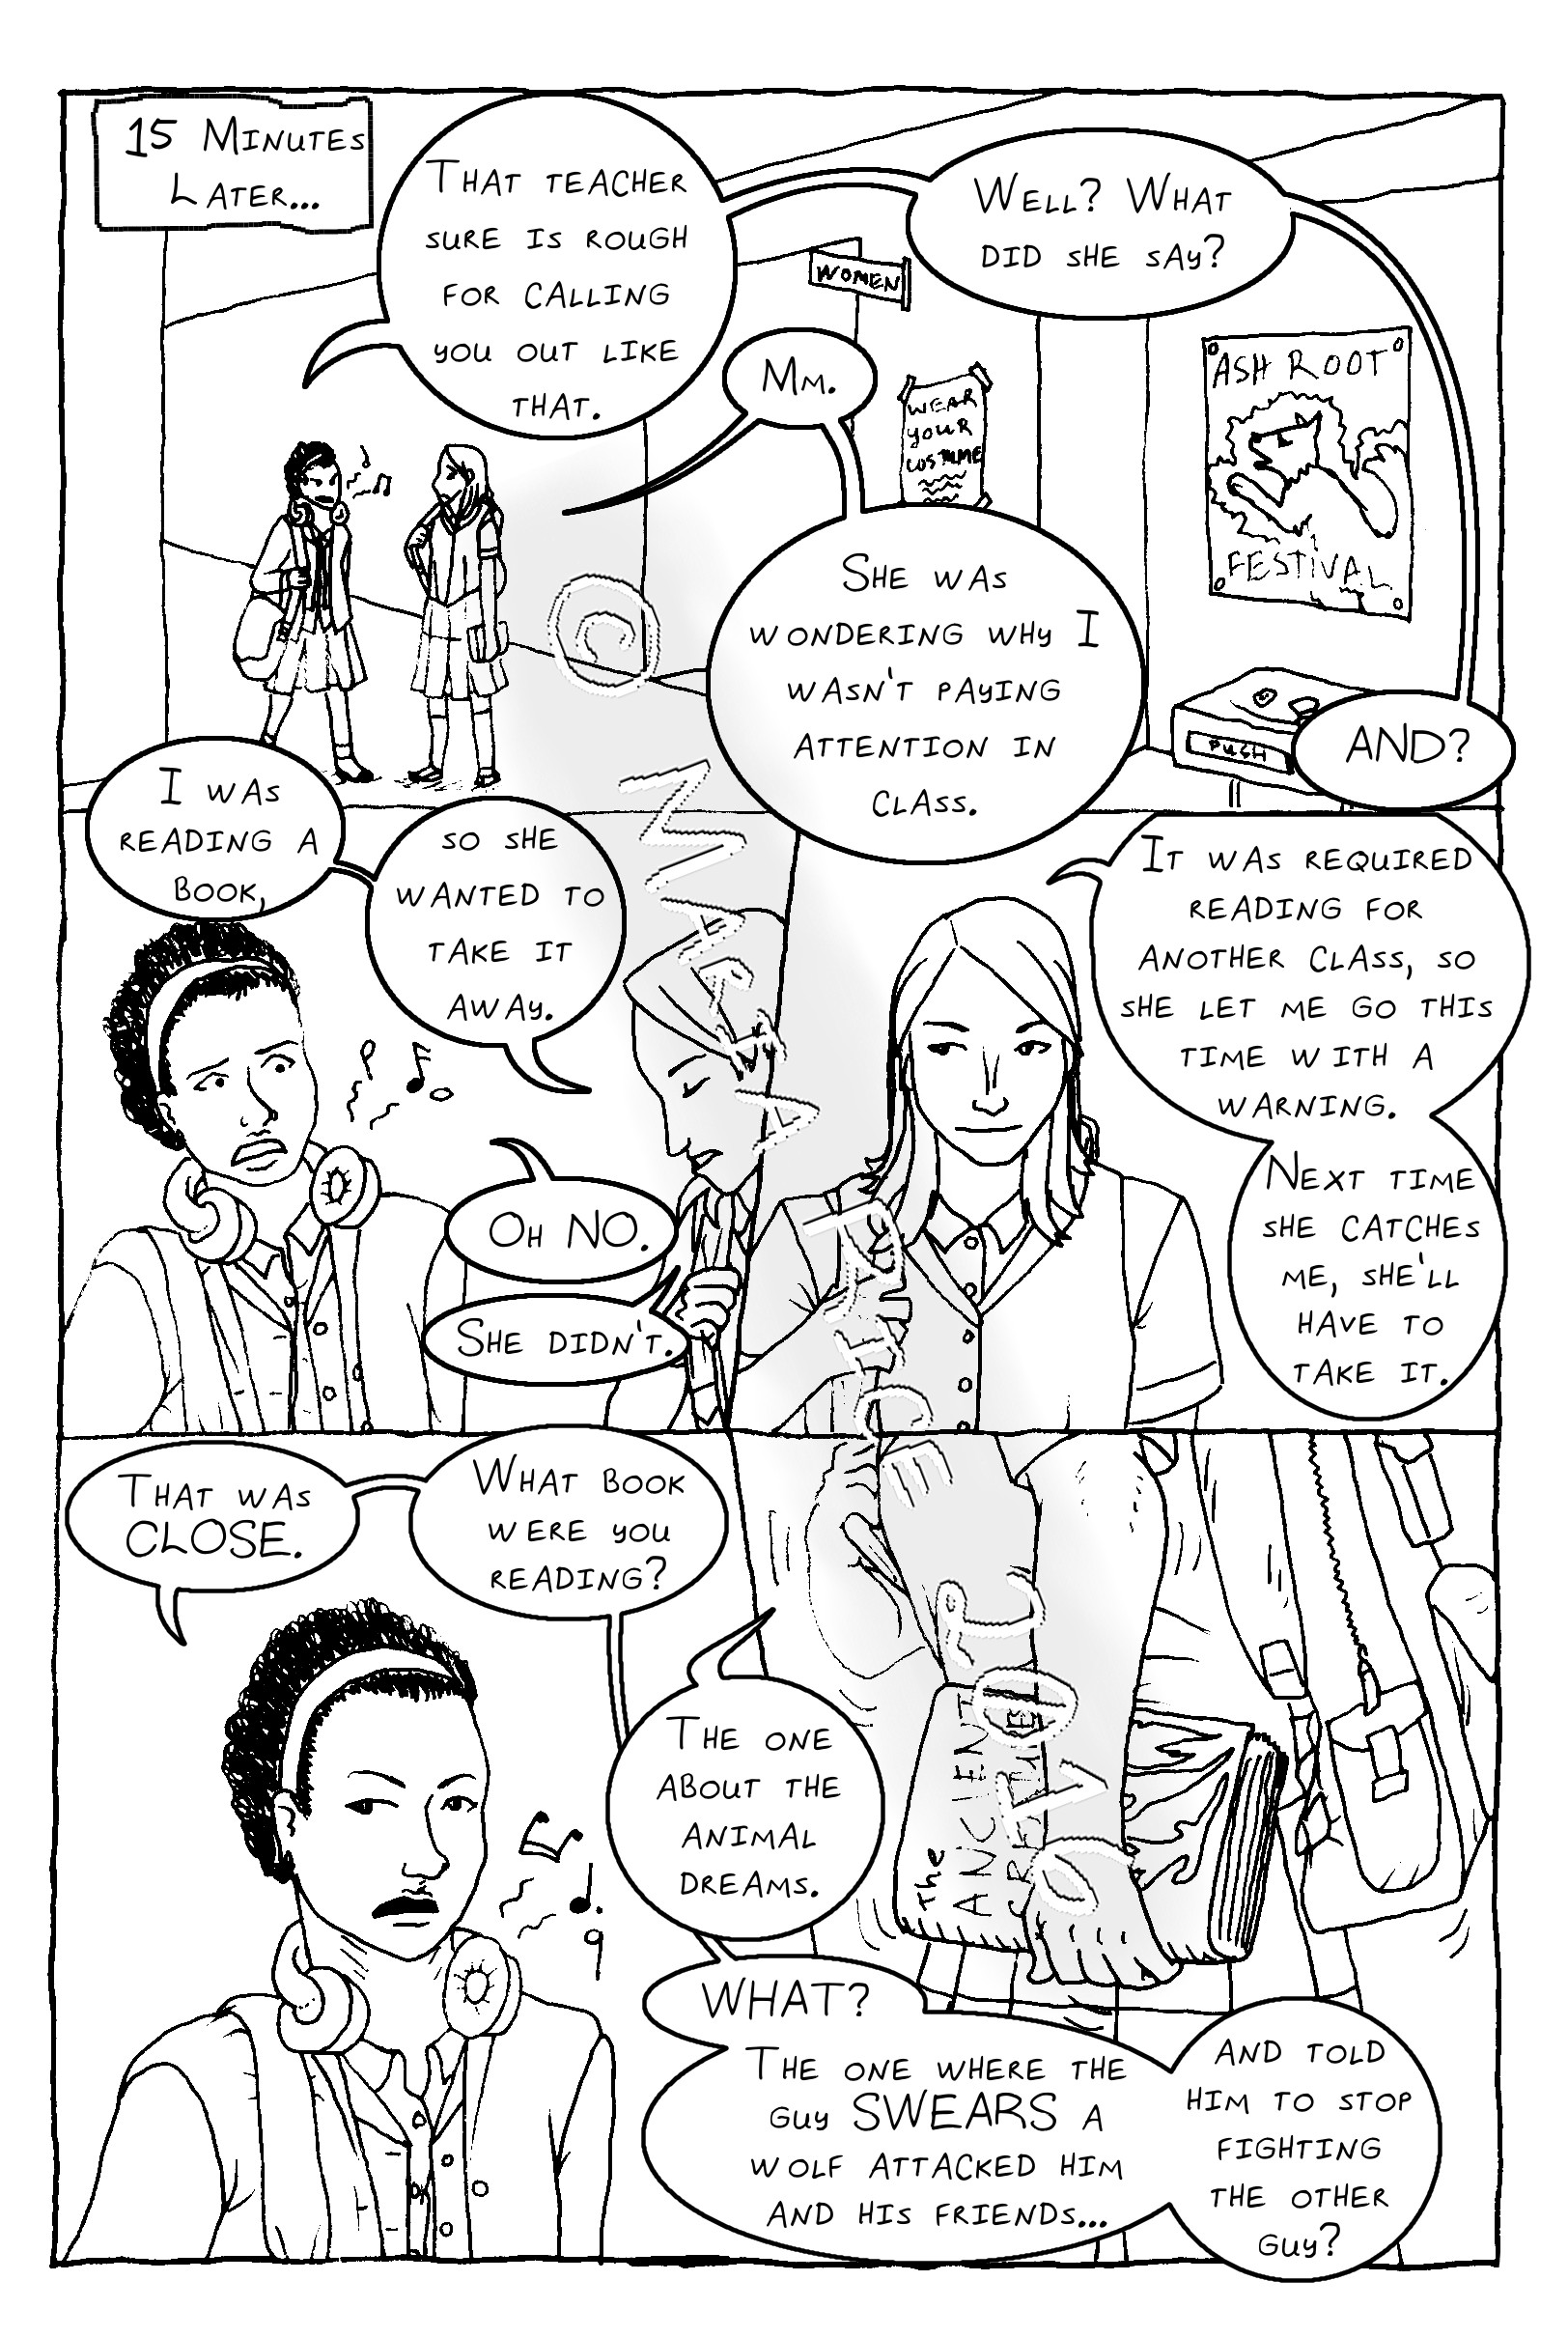 15 MINUTES
LATER...
THAT TEACHER
SURE IS ROUGH
FOR CALLING
YOU OUT LIKE
THAT.
WELL? WHAT
DID SHE SAY?
WOMEN
MM.
WEAR
YOUR
COSTUME
ASH ROOT
FESTIVAL
SHE WAS
WONDERING WHY I
WASN'T PAYING
ATTENTION IN
CLASS.
PUSH
AND?
I WAS
READING A
BOOK,
SO SHE
WANTED TO
TAKE IT
AWAY.
OH NO.
SHE DIDN'T.
IT WAS REQUIRED
READING FOR
ANOTHER CLASS, SO
SHE LET ME GO THIS
TIME WITH A
WARNING.
NEXT TIME
SHE CATCHES
ME, SHE'LL
HAVE TO
TAKE IT.
THAT WAS
CLOSE.
WHAT BOOK
WERE YOU
READING?
THE ONE
ABOUT THE
ANIMAL
DREAMS.
the
ANCIENT
WHAT?
THE ONE WHERE THE
GUY SWEARS A
WOLF ATTACKED HIM
AND HIS FRIENDS...
AND TOLD
HIM TO STOP
FIGHTING
THE OTHER
GUY?